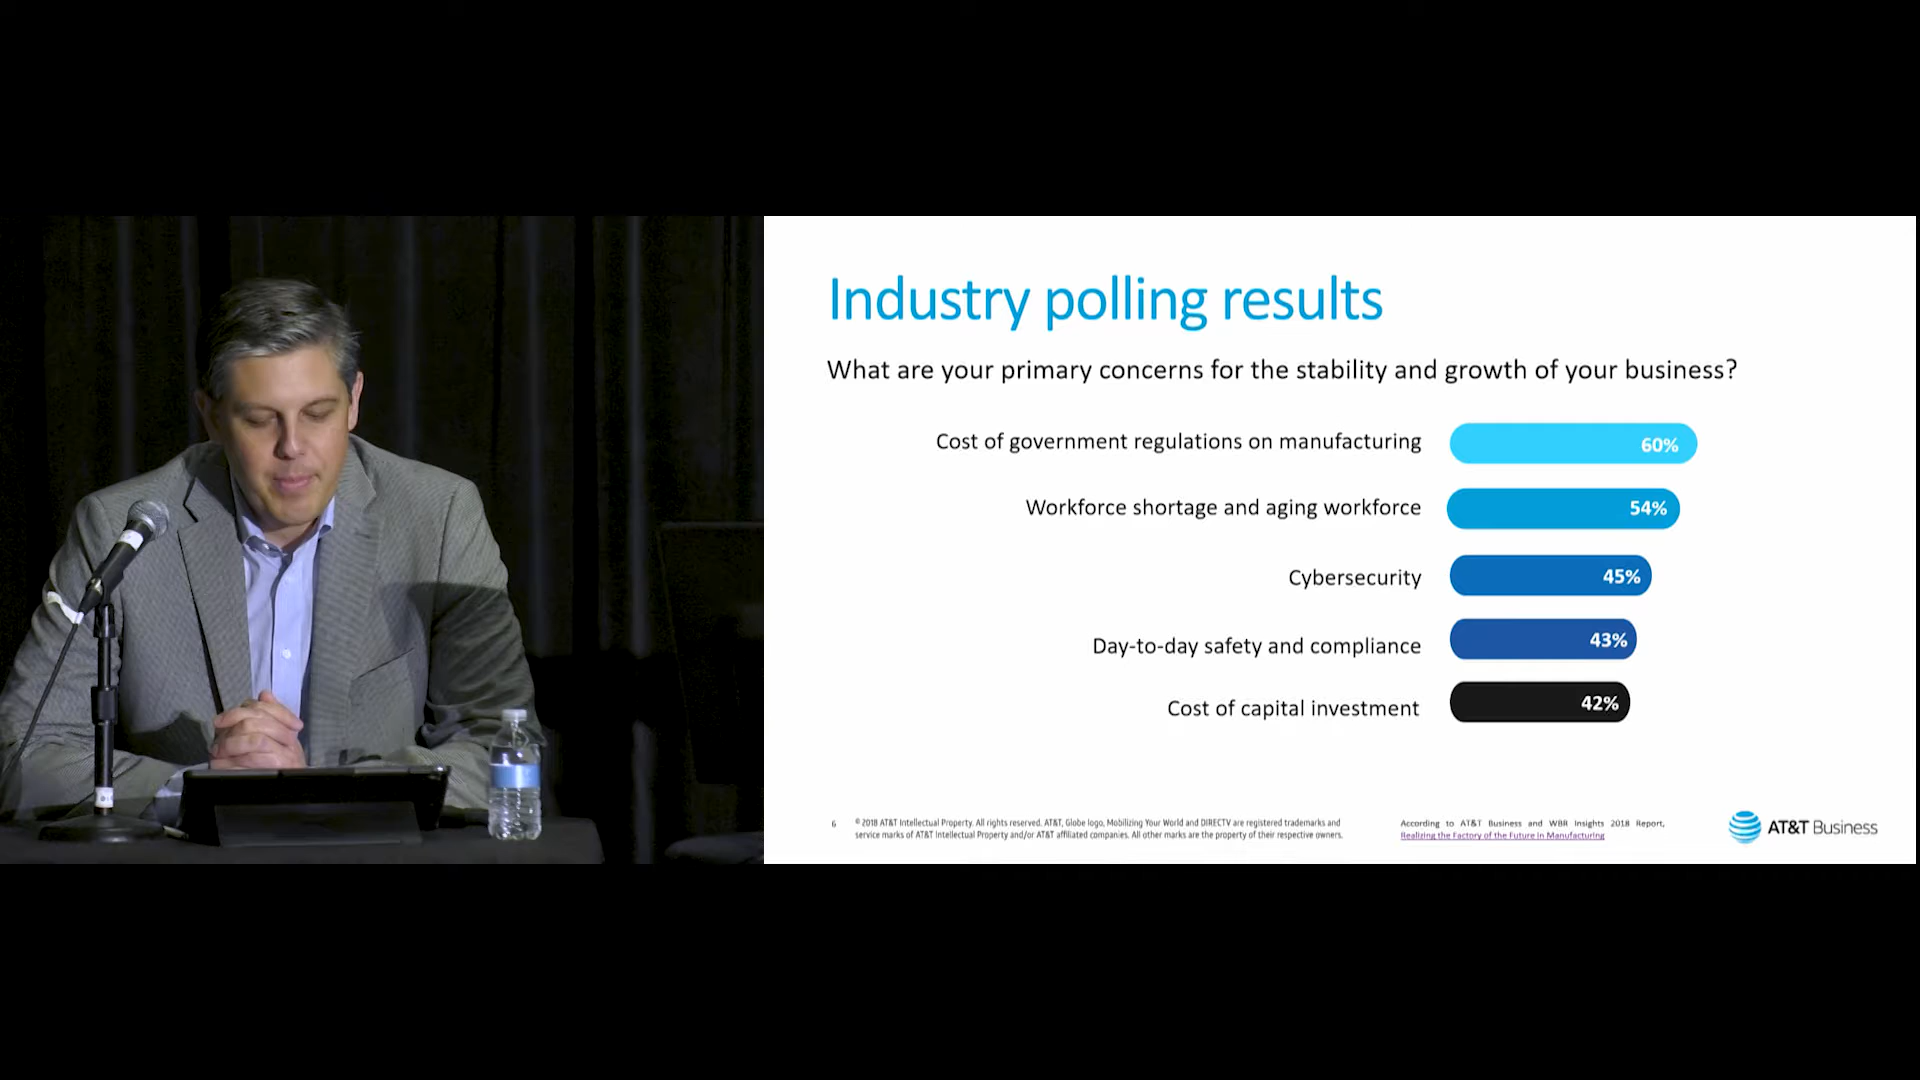 Industry polling results
What are your primary concerns for the stability and growth of your business?
Cost of government regulations on manufacturing
60%
Workforce shortage and aging workforce
54%
Cybersecurity
45%
Day-to-day safety and compliance
43%
Cost of capital investment
42%
6
© 2018 AT&T Intellectual Property. All rights reserved. AT&T, Globe logo, Mobilizing Your World and DIRECTV are registered trademarks and
service marks of AT&T Intellectual Property and/or AT&T affiliated companies. All other marks are the property of their respective owners.
According to AT&T Business and WBR Insights 2018 Report,
Realizing the Factory of the Future in Manufacturing
AT&T Business